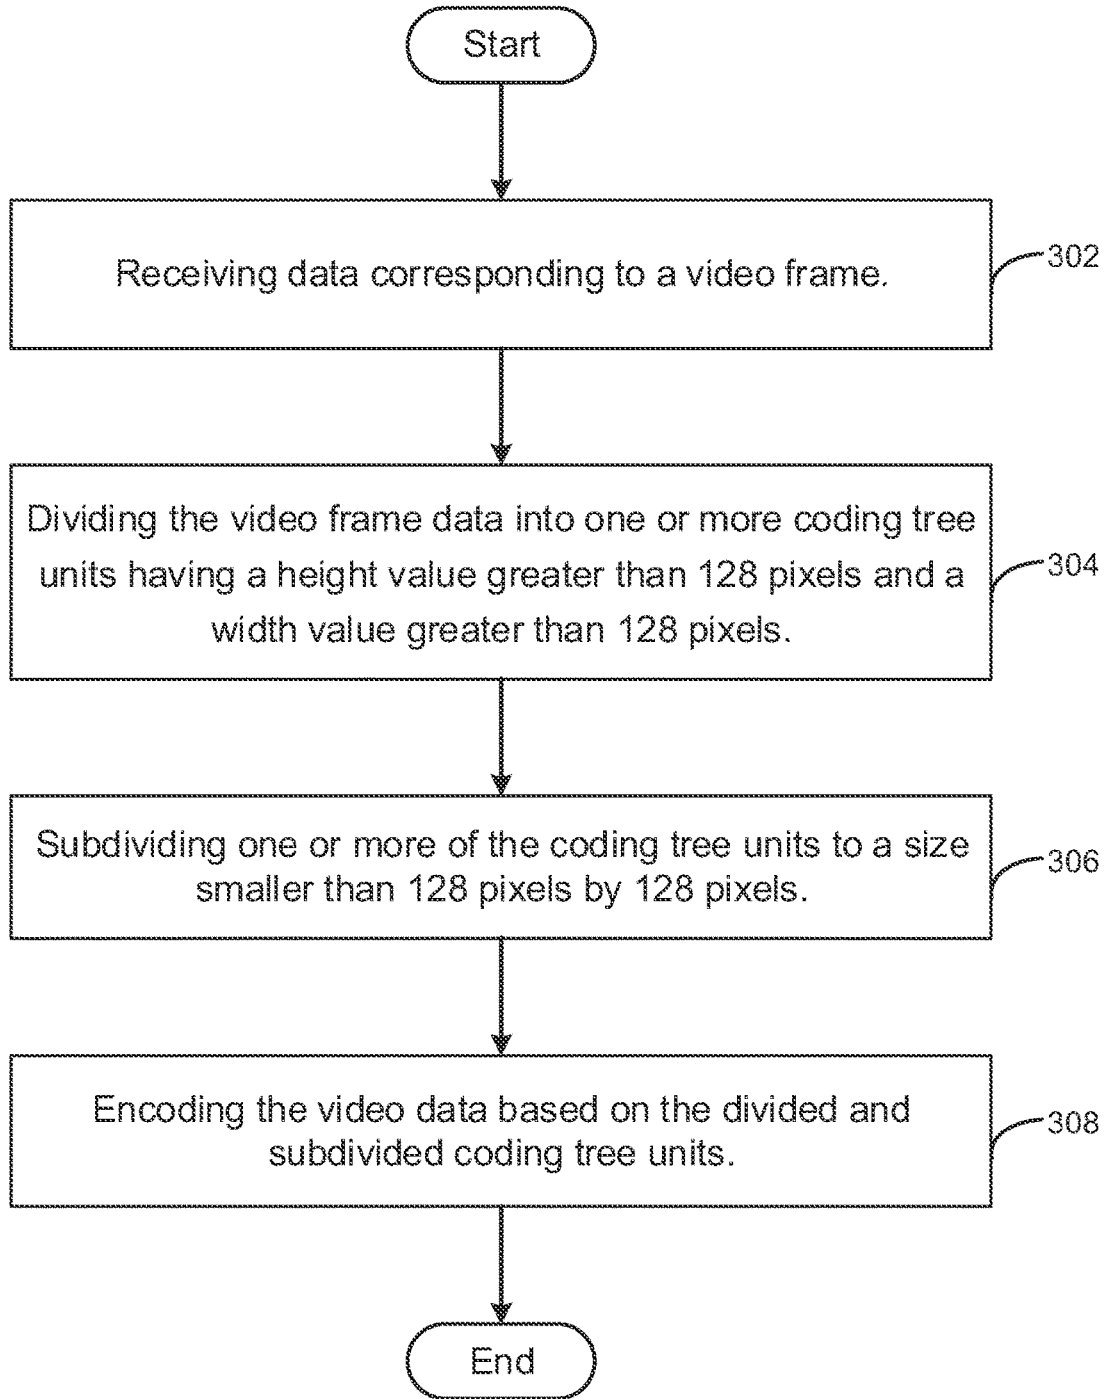 Start
Receiving data corresponding to a video frame.
302
Dividing the video frame data into one or more coding tree
units having a height value greater than 128 pixels and a
width value greater than 128 pixels.
304
Subdividing one or more of the coding tree units to a size
smaller than 128 pixels by 128 pixels.
306
Encoding the video data based on the divided and
subdivided coding tree units.
308
End